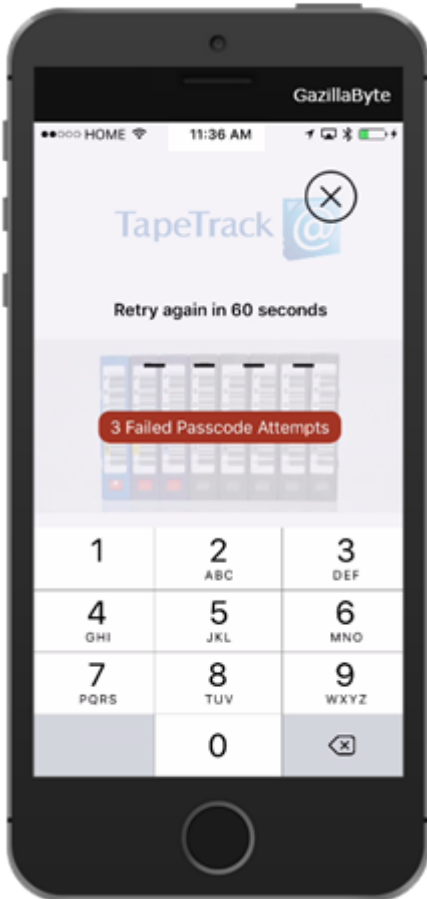 GazillaByte
●●○○○ HOME 11:36 AM
TapeTrack @
Retry again in 60 seconds
3 Failed Passcode Attempts
1 2 3
ABC DEF
4 5 6
GHI JKL MNO
7 8 9
PQRS TUV WXYZ
0